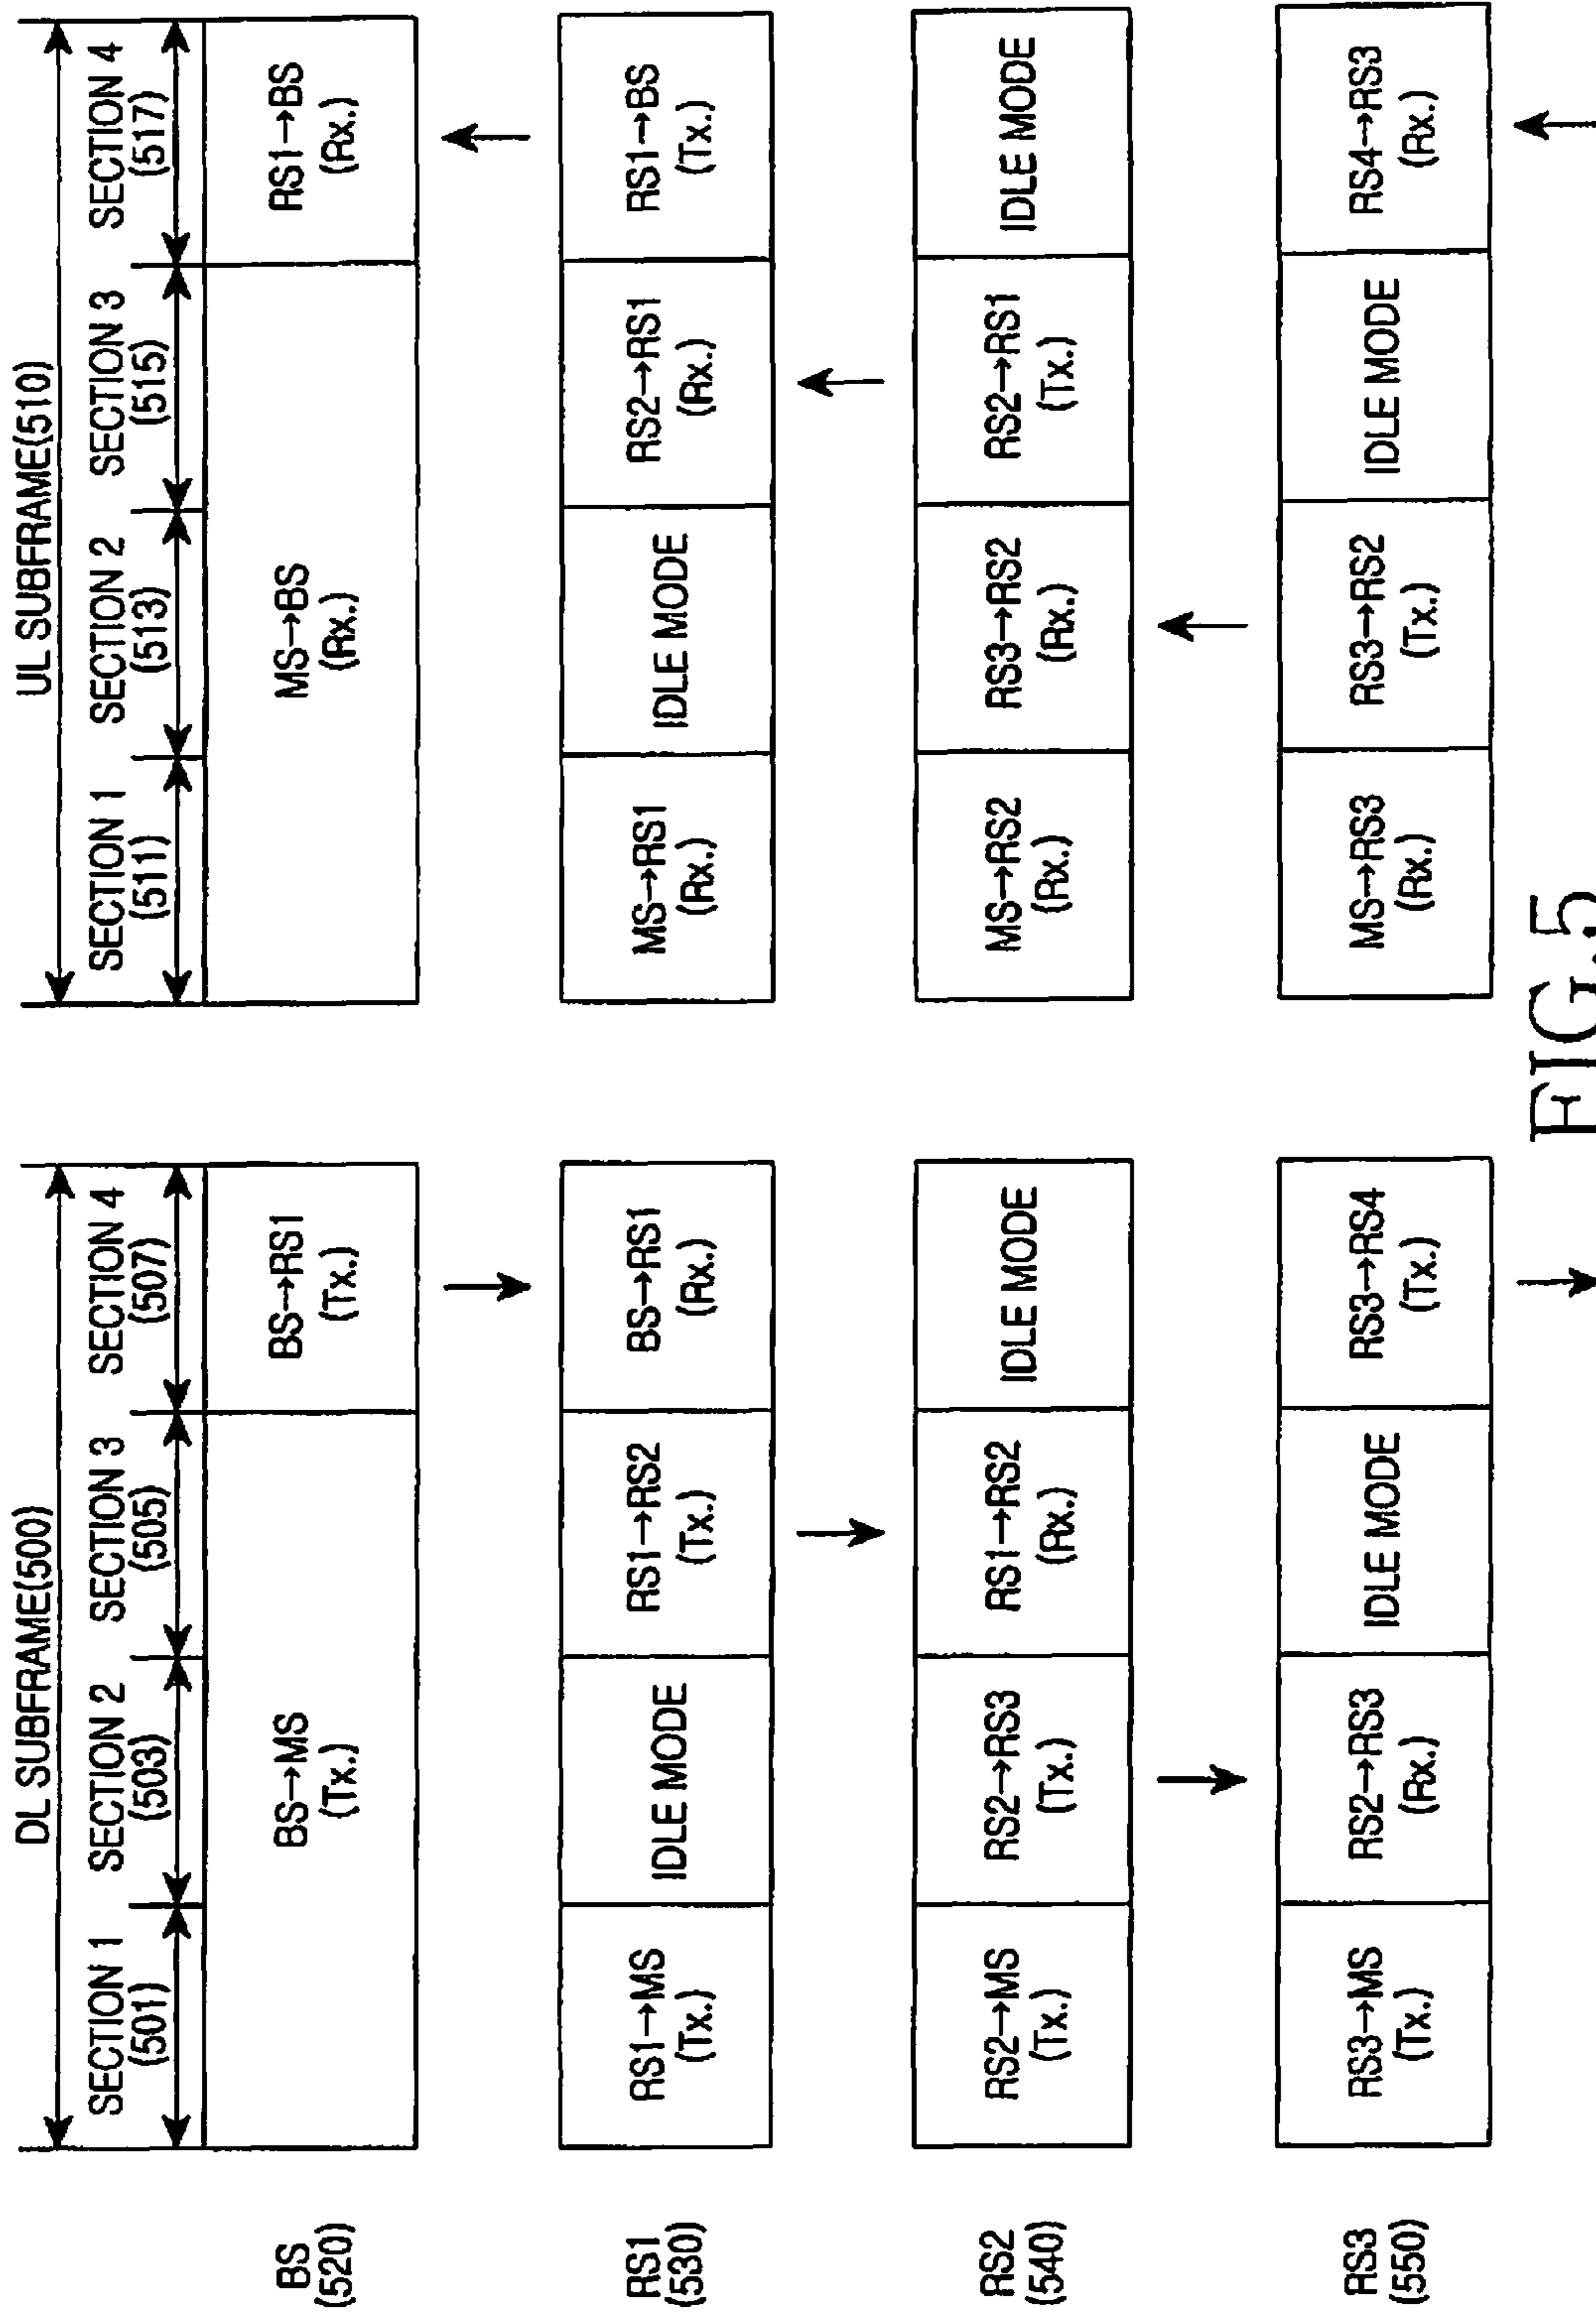 DL SUBFRAME(500)
UL SUBFRAME(510)
SECTION 1
(501)
SECTION 2
(503)
SECTION 3
(505)
SECTION 4
(507)
SECTION 1
(511)
SECTION 2
(513)
SECTION 3
(515)
SECTION 4
(517)
BS
(520)
BS→MS
(Tx.)
BS→RS1
(Tx.)
MS→BS
(Rx.)
RS1→BS
(Rx.)
RS1
(530)
RS1→MS
(Tx.)
IDLE MODE
RS1→RS2
(Tx.)
BS→RS1
(Rx.)
MS→RS1
(Rx.)
IDLE MODE
RS2→RS1
(Rx.)
RS1→BS
(Tx.)
RS2
(540)
RS2→MS
(Tx.)
RS2→RS3
(Tx.)
RS1→RS2
(Rx.)
IDLE MODE
MS→RS2
(Rx.)
RS3→RS2
(Rx.)
RS2→RS1
(Tx.)
IDLE MODE
RS3
(550)
RS3→MS
(Tx.)
RS2→RS3
(Rx.)
IDLE MODE
RS3→RS4
(Tx.)
MS→RS3
(Rx.)
RS3→RS2
(Tx.)
IDLE MODE
RS4→RS3
(Rx.)
FIG.5